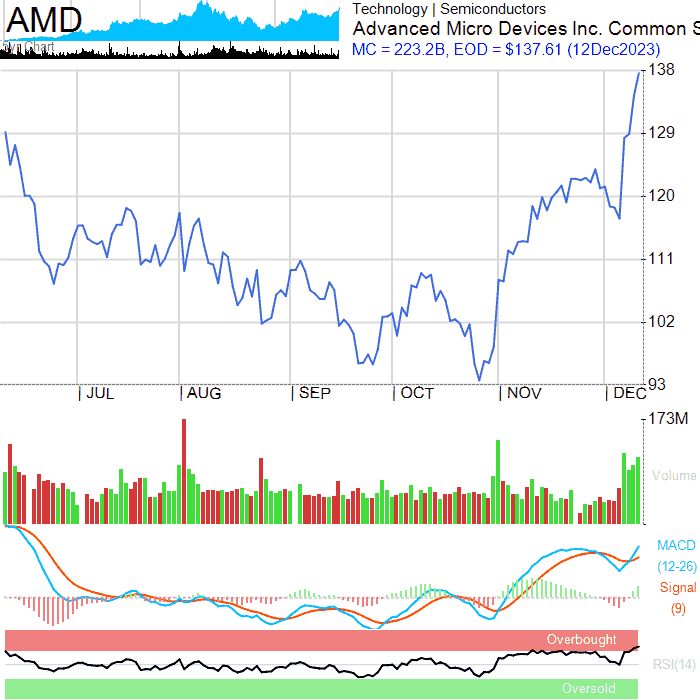 AMD
Technology | Semiconductors
Advanced Micro Devices Inc. Common S
MC = 223.2B, EOD = $137.61 (12Dec2023)
Chart
138
129
120
111
102
93
JUL
AUG
SEP
OCT
NOV
DEC
173M
Volume
MACD
(12-26)
Signal
(9)
Overbought
RSI(14)
Oversold